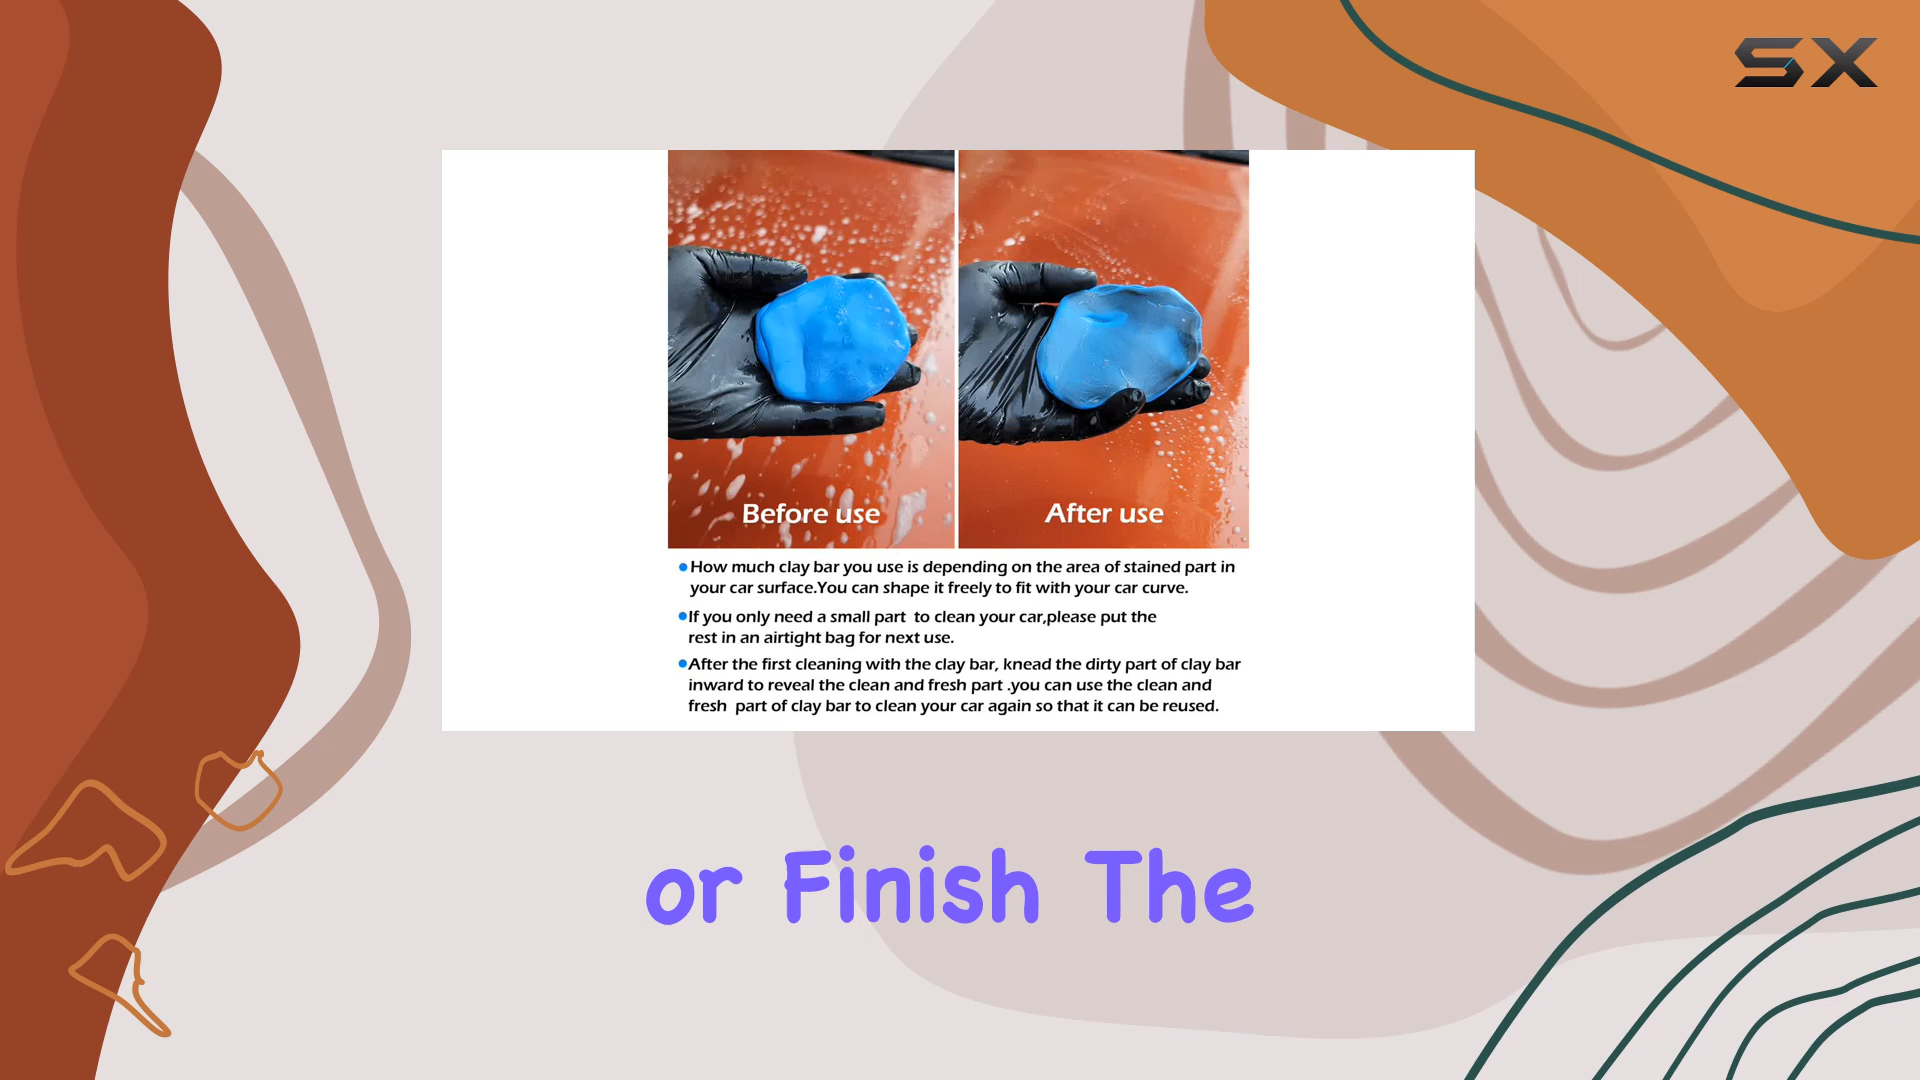 SX
Before use
After use
●How much clay bar you use is depending on the area of stained part in
your car surface.You can shape it freely to fit with your car curve.
●If you only need a small part to clean your car,please put the
rest in an airtight bag for next use.
●After the first cleaning with the clay bar, knead the dirty part of clay bar
inward to reveal the clean and fresh part .you can use the clean and
fresh part of clay bar to clean your car again so that it can be reused.
or Finish The